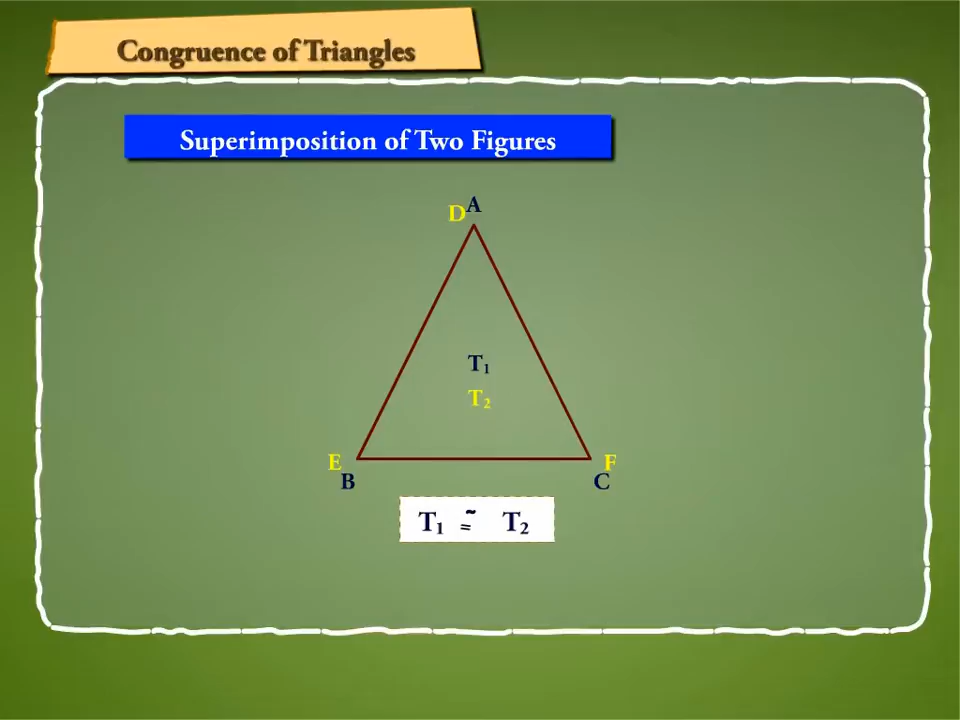 Congruence of Triangles
Superimposition of Two Figures
D A
T₁
T₂
E F
B C
T₁ ≅ T₂